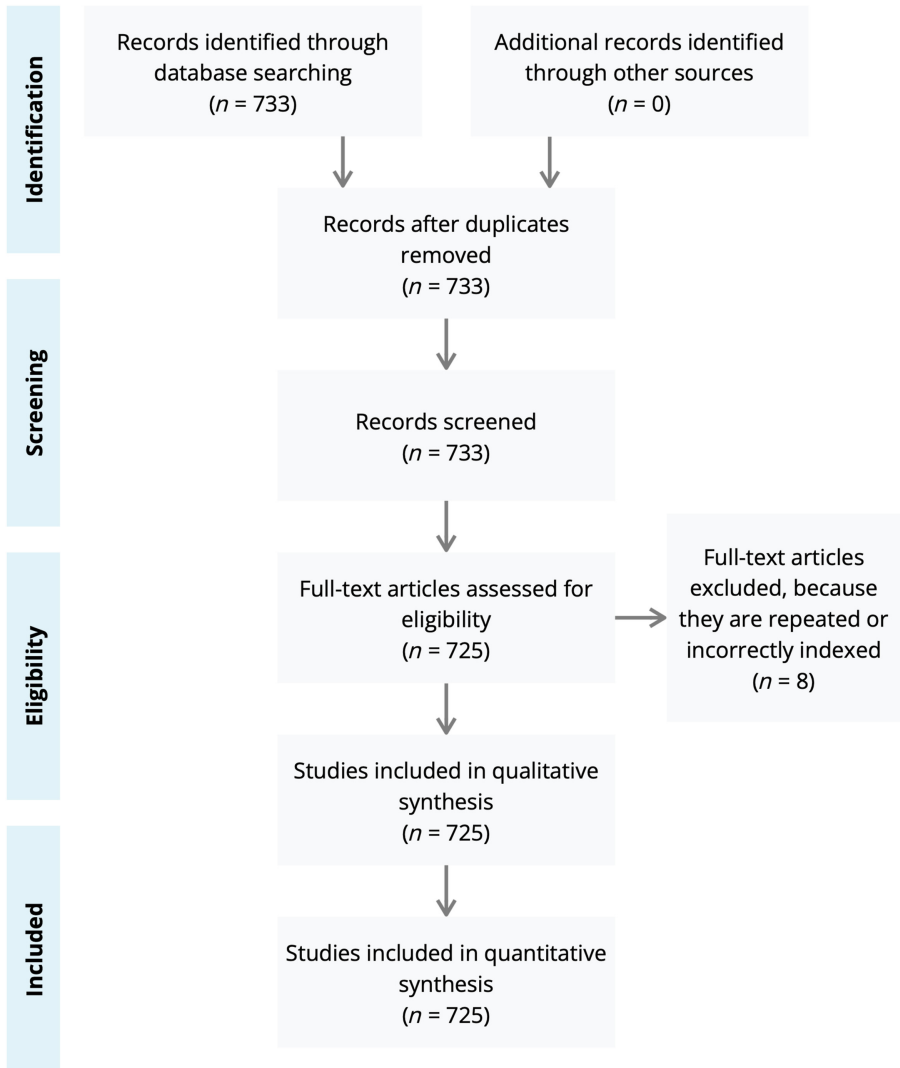 Identification
Records identified through
database searching
(n = 733)
Additional records identified
through other sources
(n = 0)
Records after duplicates
removed
(n = 733)
Screening
Records screened
(n = 733)
Eligibility
Full-text articles assessed for
eligibility
(n = 725)
Full-text articles
excluded, because
they are repeated or
incorrectly indexed
(n = 8)
Studies included in qualitative
synthesis
(n = 725)
Included
Studies included in quantitative
synthesis
(n = 725)